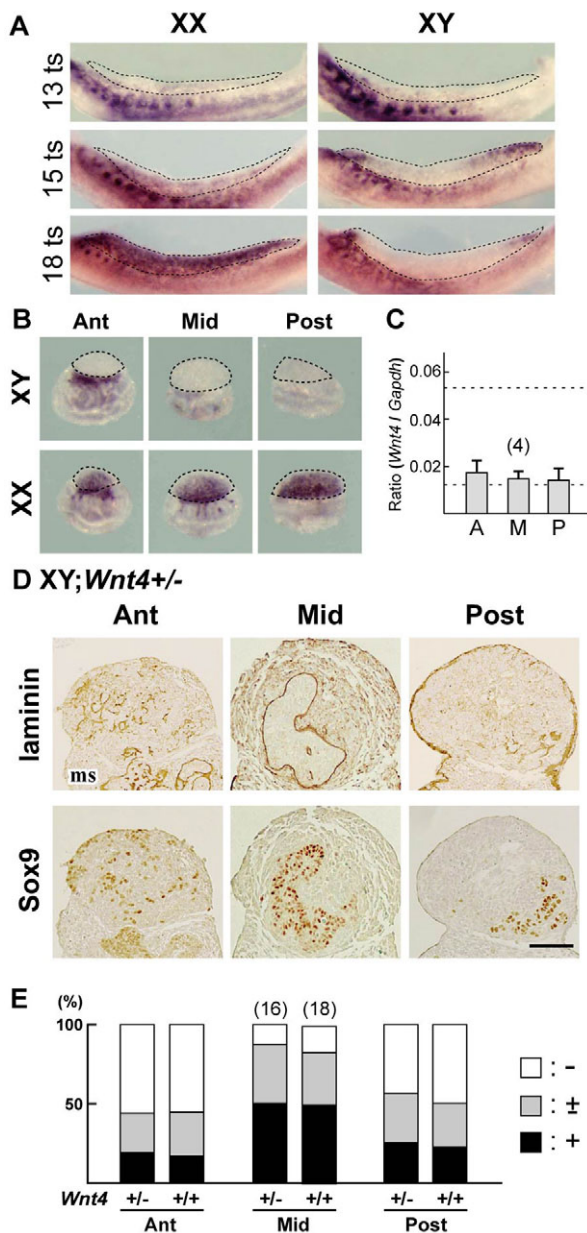 A
XX XY
13 ts
15 ts
18 ts
B
Ant Mid Post
XY
XX
C
Ratio (Wnt4 / Gapdh)
0.06
0.04
0.02
(4)
A M P
D XY;Wnt4+/-
Ant Mid Post
laminin
ms
Sox9
E
(%)
100
50
(16) (18)
: -
: ±
: +
Wnt4 +/- +/+ +/- +/+ +/- +/+
Ant Mid Post